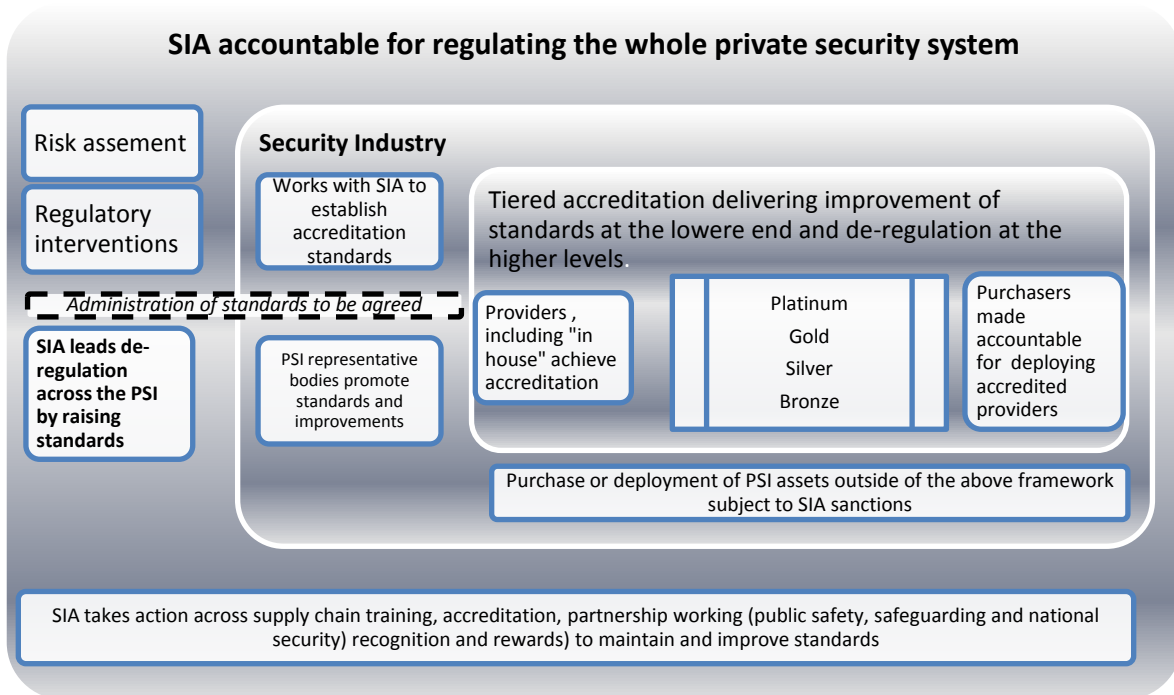 SIA accountable for regulating the whole private security system
Risk assement
Regulatory
interventions
Administration of standards to be agreed
SIA leads de-
regulation
across the PSI
by raising
standards
Security Industry
Works with SIA to
establish
accreditation
standards
PSI representative
bodies promote
standards and
improvements
Tiered accreditation delivering improvement of
standards at the lowere end and de-regulation at the
higher levels.
Providers ,
including "in
house" achieve
accreditation
Platinum
Gold
Silver
Bronze
Purchasers
made
accountable
for deploying
accredited
providers
Purchase or deployment of PSI assets outside of the above framework
subject to SIA sanctions
SIA takes action across supply chain training, accreditation, partnership working (public safety, safeguarding and national
security) recognition and rewards) to maintain and improve standards